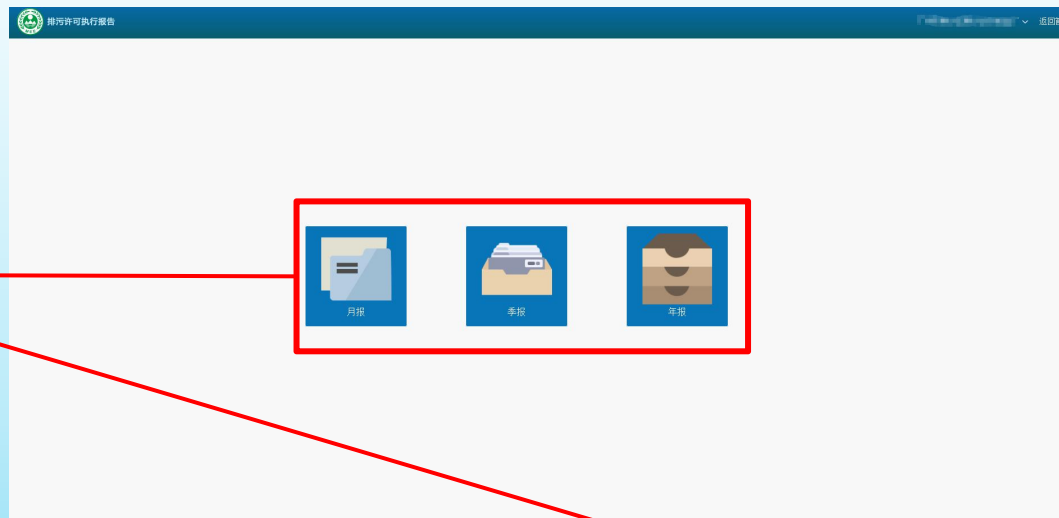 排污许可执行报告
返回
月报
季报
年报